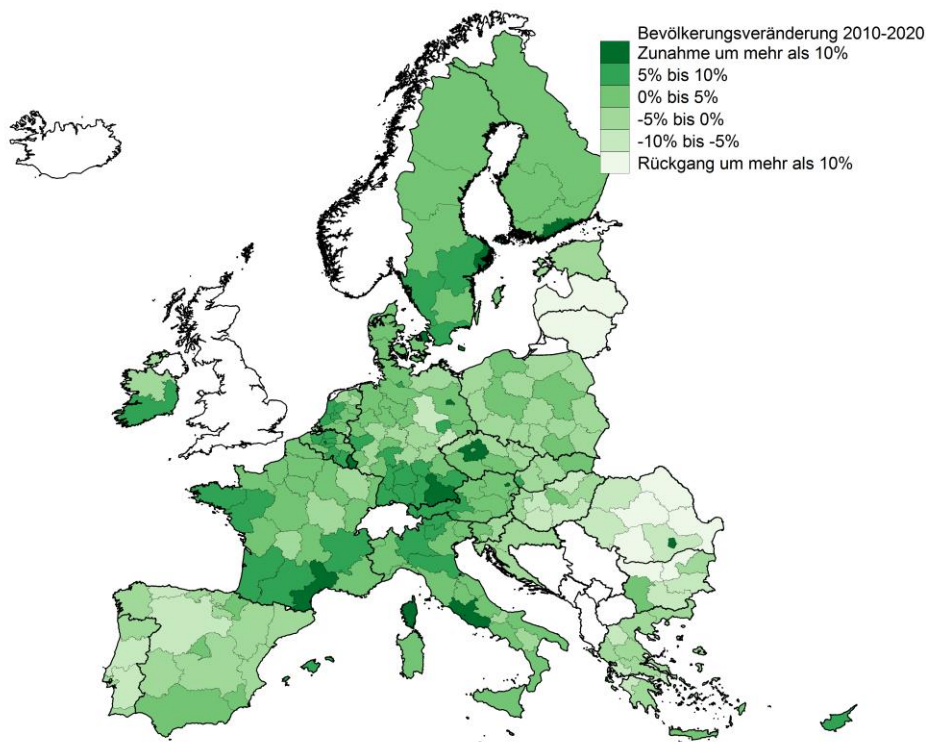 Bevölkerungsveränderung 2010-2020
Zunahme um mehr als 10%
5% bis 10%
0% bis 5%
-5% bis 0%
-10% bis -5%
Rückgang um mehr als 10%